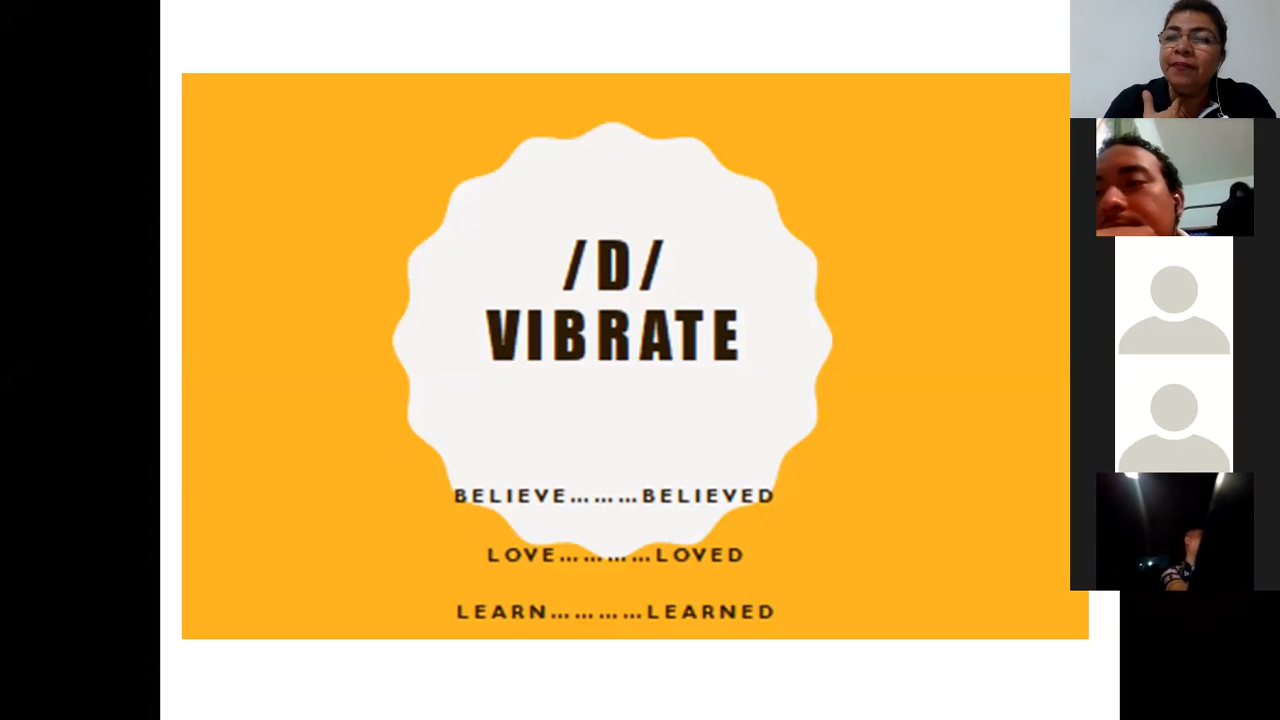 /D/
VIBRATE
BELIEVE………BELIEVED
LOVE…………LOVED
LEARN…………LEARNED